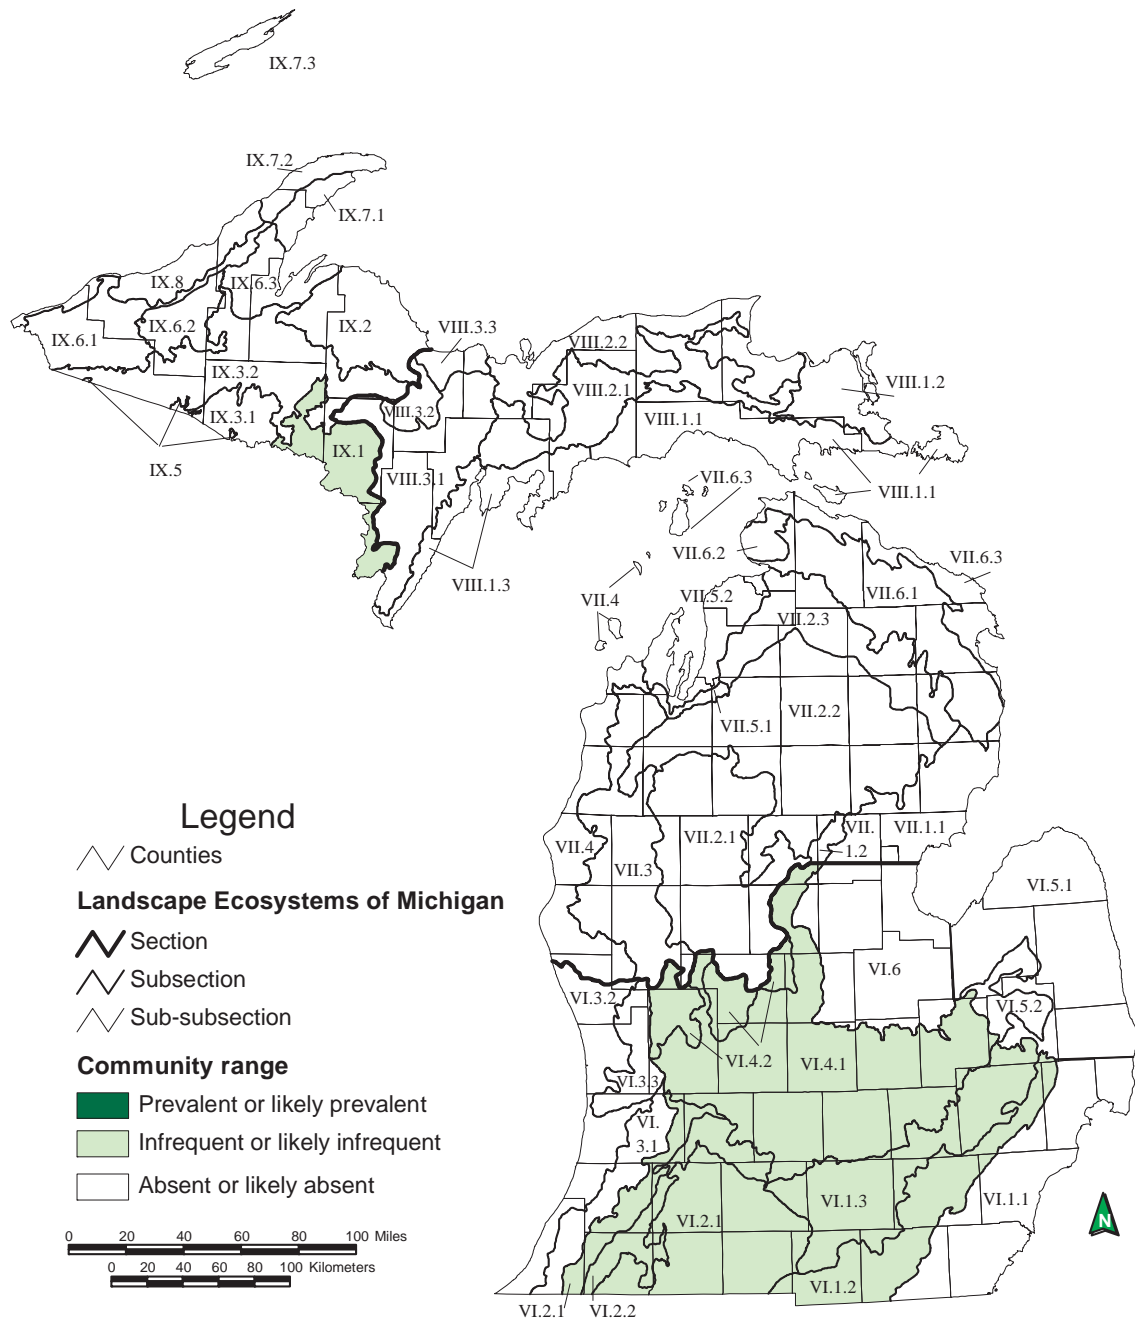 IX.7.3
IX.7.2
IX.7.1
IX.8
IX.6.3
IX.6.1
IX.6.2
IX.2
VIII.3.3
VIII.2.2
IX.3.2
VIII.2.1
VIII.1.2
IX.3.1
VIII.3.2
VIII.1.1
IX.5
IX.1
VIII.3.1
VII.6.3
VIII.1.1
VII.6.2
VII.6.3
VIII.1.3
VII.4
VII.5.2
VII.6.1
VII.2.3
VII.5.1
VII.2.2
VII.4
VII.3
VII.2.1
VII.
1.2
VII.1.1
VI.5.1
VI.6
VI.3.2
VI.5.2
VI.4.2
VI.4.1
VI.3.3
VI.
3.1
VI.2.1
VI.1.3
VI.1.1
VI.1.2
VI.2.1
VI.2.2
N
Legend
Counties
Landscape Ecosystems of Michigan
Section
Subsection
Sub-subsection
Community range
Prevalent or likely prevalent
Infrequent or likely infrequent
Absent or likely absent
0 20 40 60 80 100 Miles
0 20 40 60 80 100 Kilometers